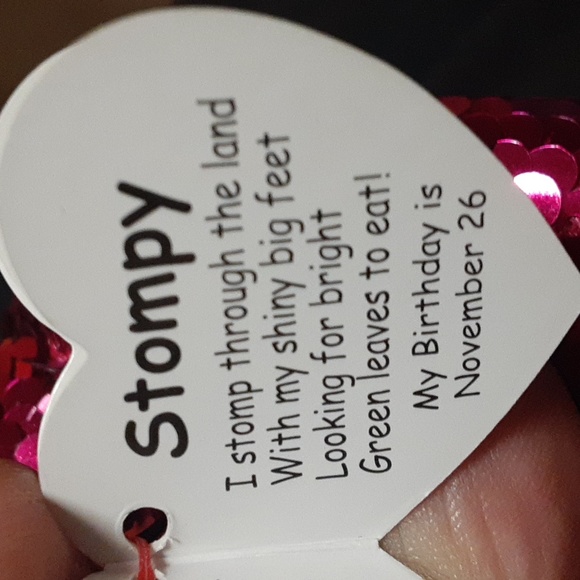 Stompy
I stomp through the land
With my shiny big feet
Looking for bright
Green leaves to eat!
My Birthday is
November 26